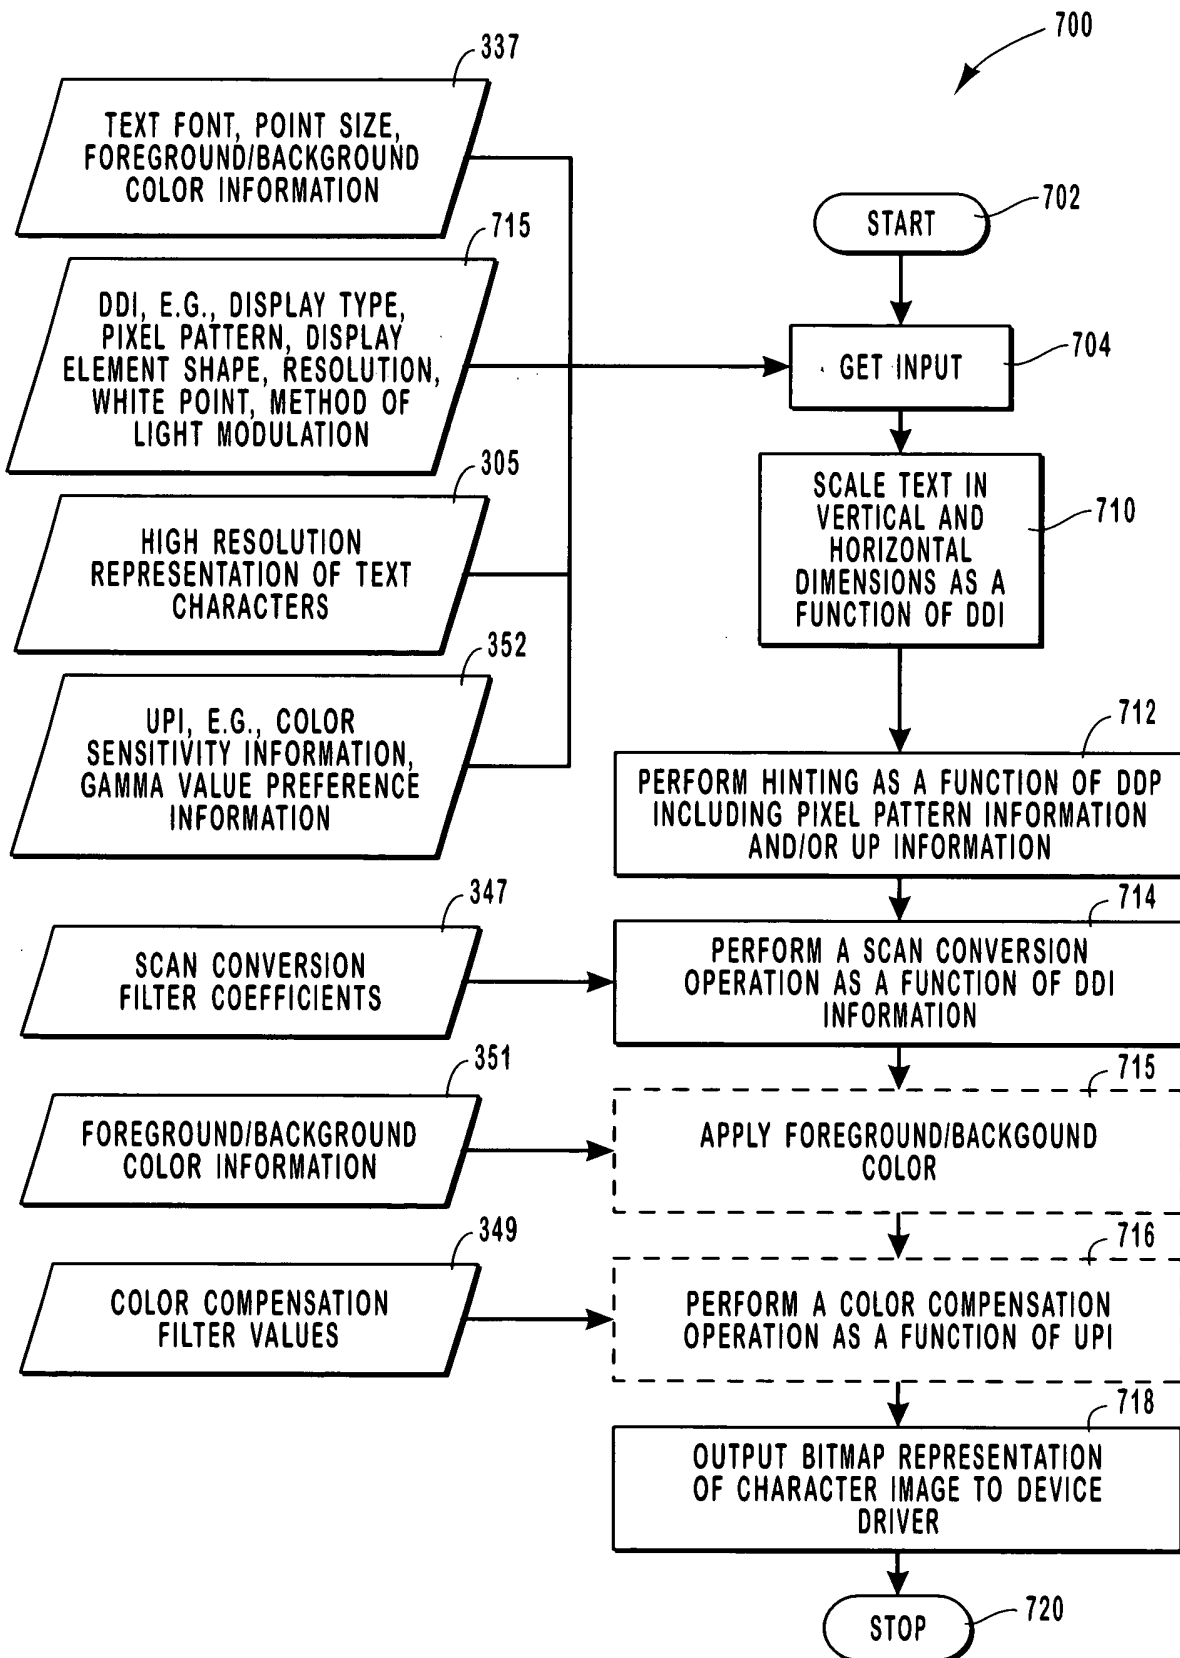 700
337
TEXT FONT, POINT SIZE,
FOREGROUND/BACKGROUND
COLOR INFORMATION
702
START
715
DDI, E.G., DISPLAY TYPE,
PIXEL PATTERN, DISPLAY
ELEMENT SHAPE, RESOLUTION,
WHITE POINT, METHOD OF
LIGHT MODULATION
704
GET INPUT
305
HIGH RESOLUTION
REPRESENTATION OF TEXT
CHARACTERS
710
SCALE TEXT IN
VERTICAL AND
HORIZONTAL
DIMENSIONS AS A
FUNCTION OF DDI
352
UPI, E.G., COLOR
SENSITIVITY INFORMATION,
GAMMA VALUE PREFERENCE
INFORMATION
712
PERFORM HINTING AS A FUNCTION OF DDP
INCLUDING PIXEL PATTERN INFORMATION
AND/OR UP INFORMATION
347
SCAN CONVERSION
FILTER COEFFICIENTS
714
PERFORM A SCAN CONVERSION
OPERATION AS A FUNCTION OF DDI
INFORMATION
351
FOREGROUND/BACKGROUND
COLOR INFORMATION
715
APPLY FOREGROUND/BACKGOUND
COLOR
349
COLOR COMPENSATION
FILTER VALUES
716
PERFORM A COLOR COMPENSATION
OPERATION AS A FUNCTION OF UPI
718
OUTPUT BITMAP REPRESENTATION
OF CHARACTER IMAGE TO DEVICE
DRIVER
720
STOP